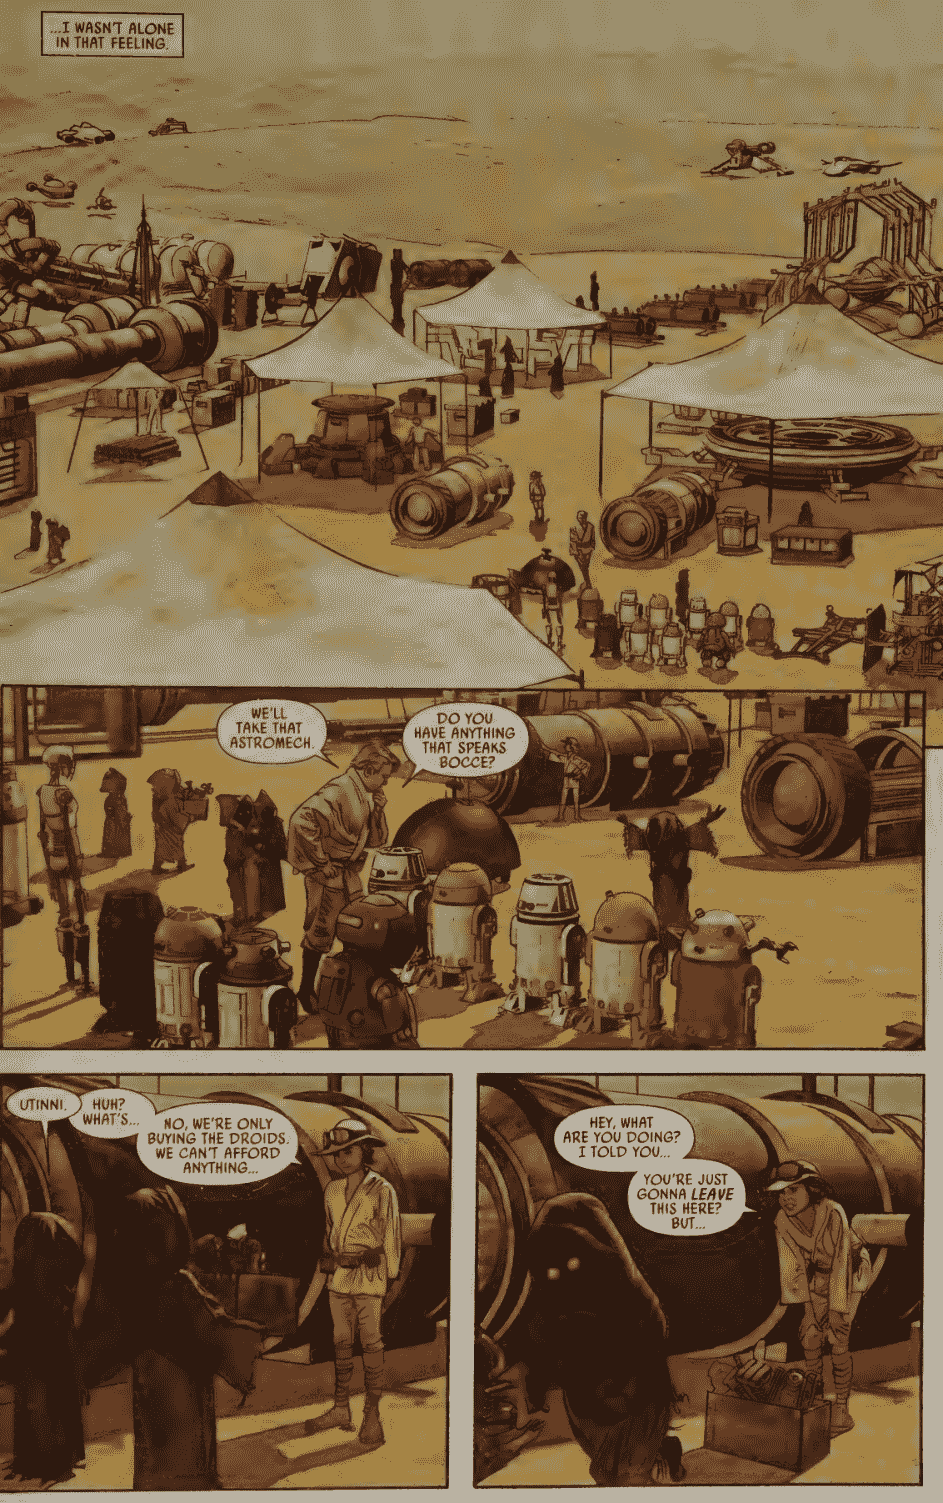 ...I WASN'T ALONE
IN THAT FEELING.
WE'LL
TAKE THAT
ASTROMECH.
DO YOU
HAVE ANYTHING
THAT SPEAKS
BOCCE?
UTINNI.
HUH?
WHAT'S...
NO, WE'RE ONLY
BUYING THE DROIDS.
WE CAN'T AFFORD
ANYTHING...
HEY, WHAT
ARE YOU DOING?
I TOLD YOU...
YOU'RE JUST
GONNA LEAVE
THIS HERE?
BUT...